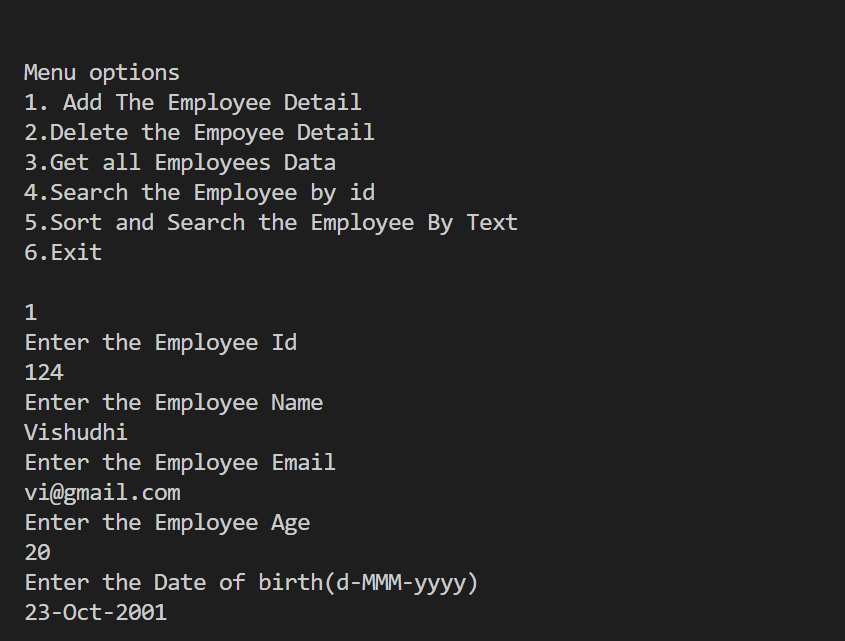 Menu options
1. Add The Employee Detail
2.Delete the Empoyee Detail
3.Get all Employees Data
4.Search the Employee by id
5.Sort and Search the Employee By Text
6.Exit
1
Enter the Employee Id
124
Enter the Employee Name
Vishudhi
Enter the Employee Email
vi@gmail.com
Enter the Employee Age
20
Enter the Date of birth(d-MMM-yyyy)
23-Oct-2001